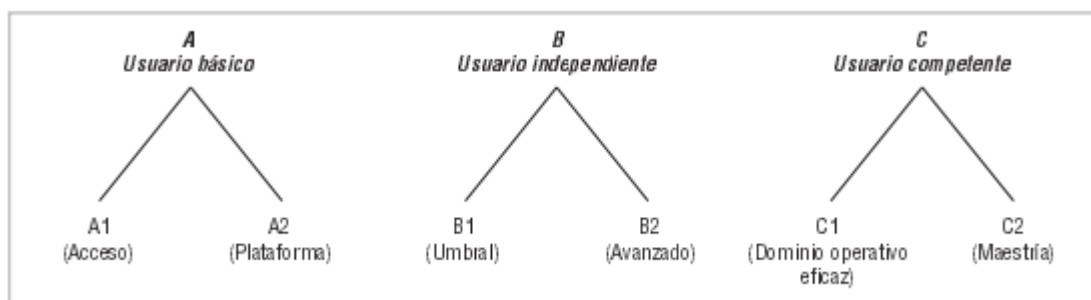 A
Usuario básico
B
Usuario independiente
C
Usuario competente
A1
(Acceso)
A2
(Plataforma)
B1
(Umbral)
B2
(Avanzado)
C1
(Dominio operativo
eficaz)
C2
(Maestría)